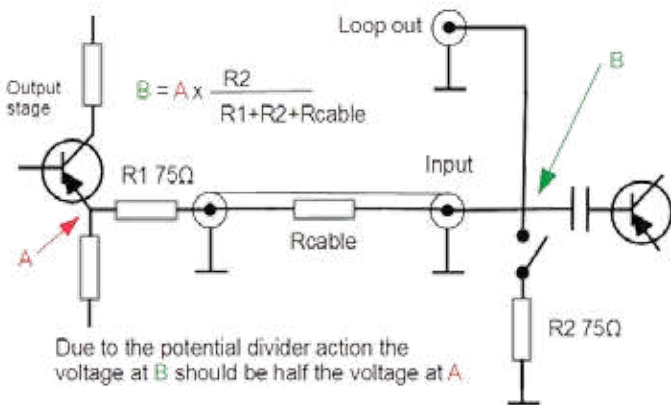 Loop out
B
Output
stage
B = A x R2
R1+R2+Rcable
R1 75Ω
Input
A
Rcable
R2 75Ω
Due to the potential divider action the
voltage at B should be half the voltage at A